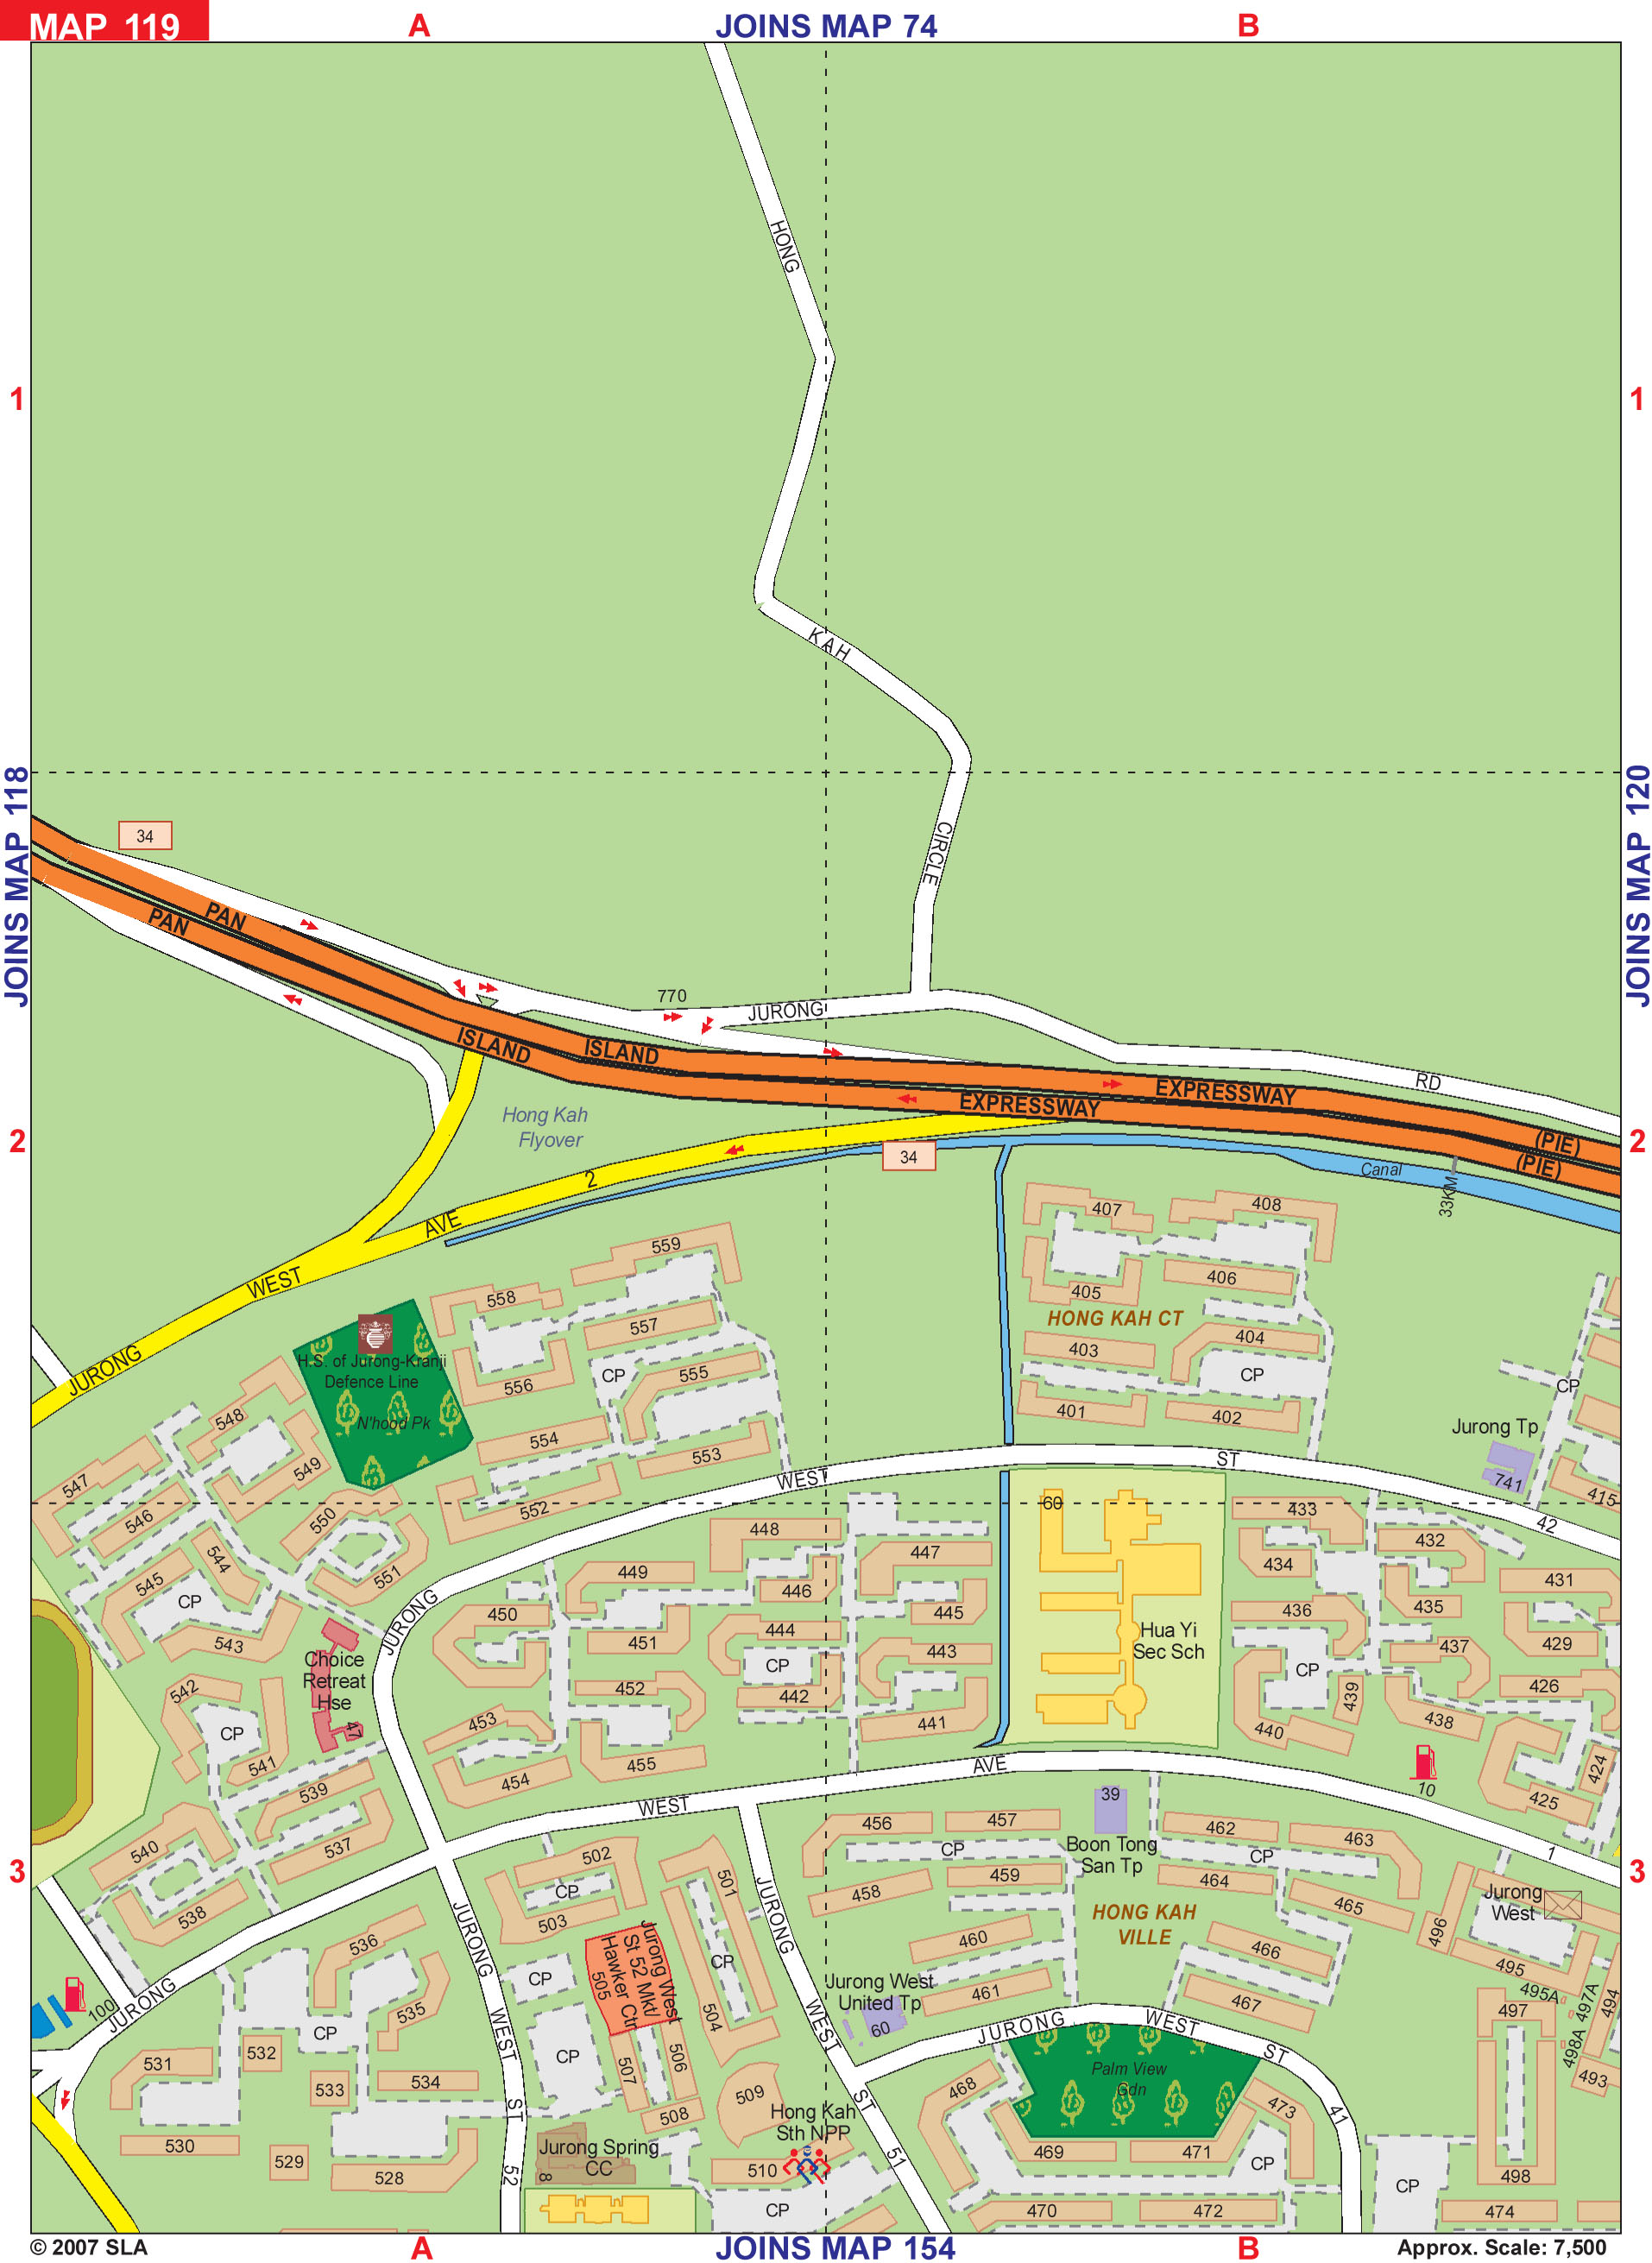 MAP 119
A
JOINS MAP 74
B
HONG
1
1
KAH
JOINS MAP 118
JOINS MAP 120
34
CIRCLE
PAN
PAN
770
JURONG
ISLAND
ISLAND
RD
EXPRESSWAY
EXPRESSWAY
Hong Kah
Flyover
2
2
(PIE)
(PIE)
34
Canal
33KM
2
AVE
WEST
JURONG
407
408
559
406
405
558
HONG KAH CT
557
404
403
H.S. of Jurong-Kranji
Defence Line
CP
555
CP
CP
556
N'hood Pk
401
402
548
Jurong Tp
554
553
549
547
WEST
ST
741
415
60
552
433
42
546
550
448
432
447
434
544
449
446
431
545
551
435
CP
450
445
436
JURONG
444
Hua Yi
Sec Sch
543
451
443
437
429
Choice
Retreat
Hse
CP
CP
542
452
442
439
426
47
453
441
438
CP
440
541
455
424
AVE
10
539
454
425
39
WEST
456
457
462
463
537
Boon Tong
San Tp
540
CP
CP
1
502
3
3
501
459
464
CP
458
465
Jurong
West
538
503
JURONG
JURONG
HONG KAH
VILLE
496
536
Jurong West
St 52 Mkt/
Hawker Ctr
505
460
466
CP
CP
495
Jurong West
United Tp
461
467
495A
497A
494
497
JURONG
100
535
504
WEST
60
JURONG
WEST
ST
CP
WEST
498A
531
532
CP
506
507
Palm View
Gdn
493
533
534
509
468
473
508
Hong Kah
Sth NPP
ST
ST
41
530
529
528
Jurong Spring
CC
8
52
510
51
469
471
CP
CP
498
CP
470
472
474
© 2007 SLA
A
JOINS MAP 154
B
Approx. Scale: 7,500